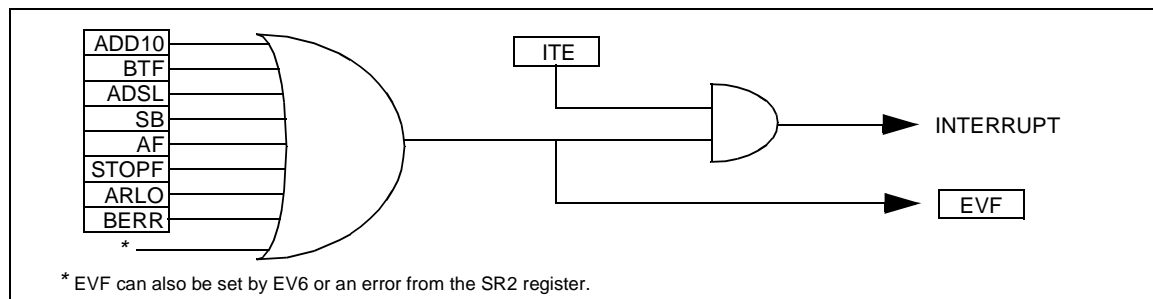 ADD10
BTF
ADSL
SB
AF
STOPF
ARLO
BERR
*
ITE
INTERRUPT
EVF
* EVF can also be set by EV6 or an error from the SR2 register.